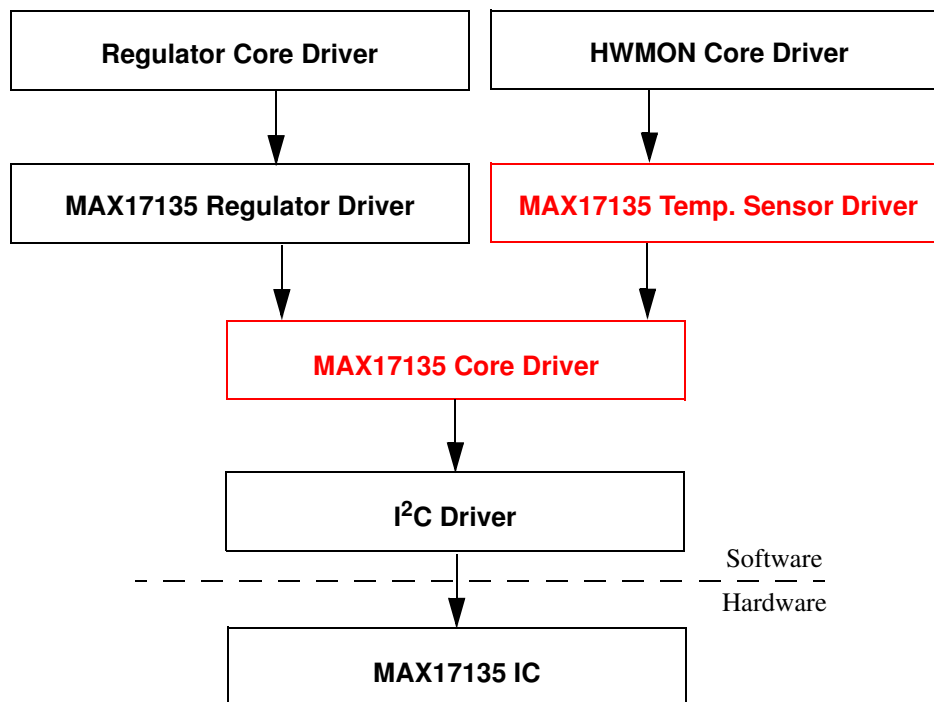 Regulator Core Driver
HWMON Core Driver
MAX17135 Regulator Driver
MAX17135 Temp. Sensor Driver
MAX17135 Core Driver
I²C Driver
Software
Hardware
MAX17135 IC